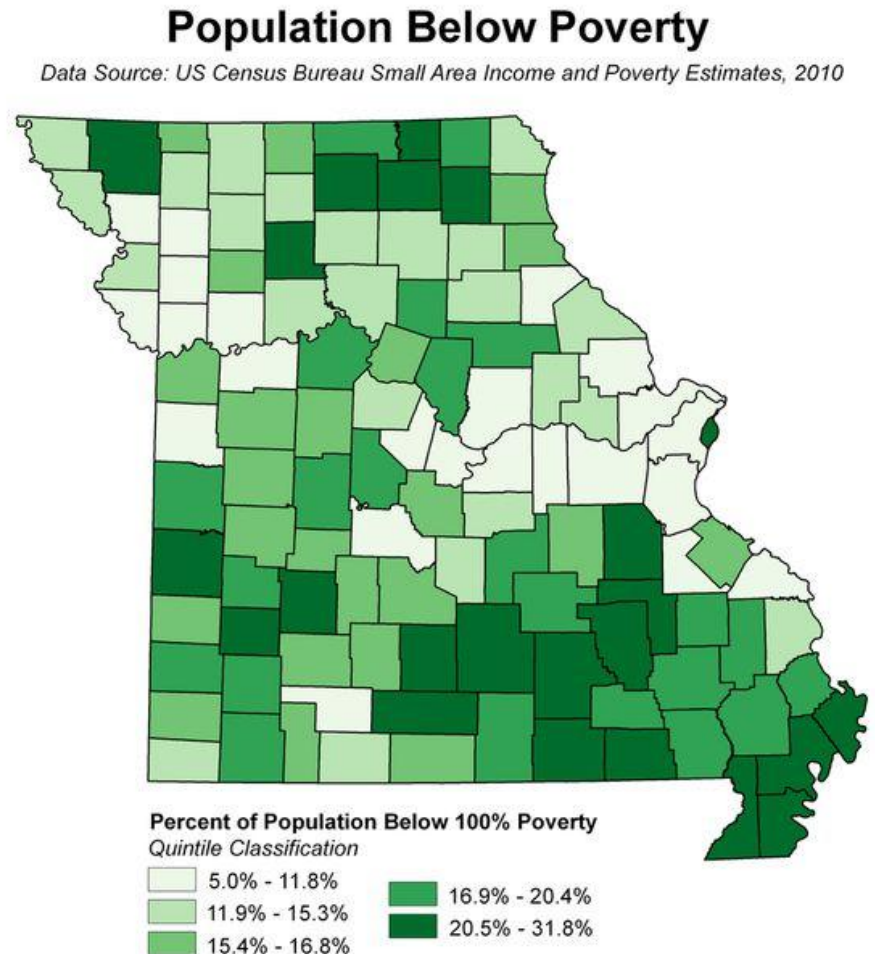 Population Below Poverty
Data Source: US Census Bureau Small Area Income and Poverty Estimates, 2010
Percent of Population Below 100% Poverty
Quintile Classification
5.0% - 11.8%
11.9% - 15.3%
15.4% - 16.8%
16.9% - 20.4%
20.5% - 31.8%